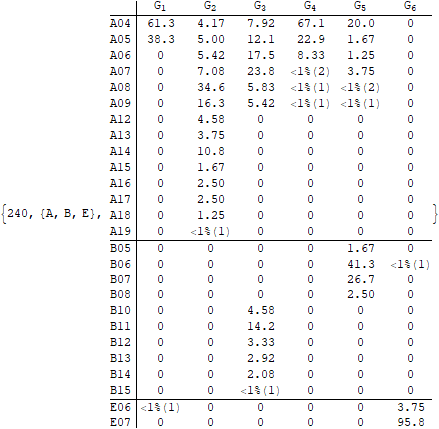 G1 G2 G3 G4 G5 G6
A04 61.3 4.17 7.92 67.1 20.0 0
A05 38.3 5.00 12.1 22.9 1.67 0
A06 0 5.42 17.5 8.33 1.25 0
A07 0 7.08 23.8 <1%(2) 3.75 0
A08 0 34.6 5.83 <1%(1) <1%(2) 0
A09 0 16.3 5.42 <1%(1) <1%(1) 0
A12 0 4.58 0 0 0 0
A13 0 3.75 0 0 0 0
A14 0 10.8 0 0 0 0
A15 0 1.67 0 0 0 0
A16 0 2.50 0 0 0 0
A17 0 2.50 0 0 0 0
{240, {A, B, E}, A18 0 1.25 0 0 0 0 }
A19 0 <1%(1) 0 0 0 0
B05 0 0 0 0 1.67 0
B06 0 0 0 0 41.3 <1%(1)
B07 0 0 0 0 26.7 0
B08 0 0 0 0 2.50 0
B10 0 0 4.58 0 0 0
B11 0 0 14.2 0 0 0
B12 0 0 3.33 0 0 0
B13 0 0 2.92 0 0 0
B14 0 0 2.08 0 0 0
B15 0 0 <1%(1) 0 0 0
E06 <1%(1) 0 0 0 0 3.75
E07 0 0 0 0 0 95.8